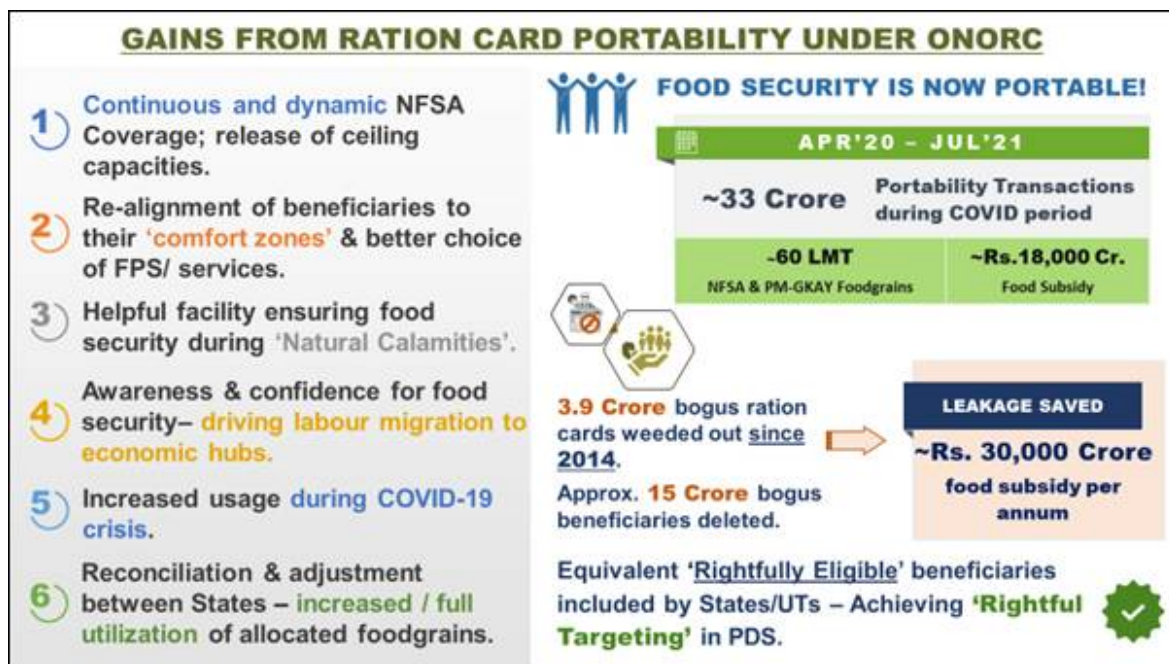 GAINS FROM RATION CARD PORTABILITY UNDER ONORC
1
Continuous and dynamic NFSA
Coverage; release of ceiling
capacities.
2
Re-alignment of beneficiaries to
their ‘comfort zones’ & better choice
of FPS/ services.
3
Helpful facility ensuring food
security during ‘Natural Calamities’.
4
Awareness & confidence for food
security– driving labour migration to
economic hubs.
5
Increased usage during COVID-19
crisis.
6
Reconciliation & adjustment
between States – increased / full
utilization of allocated foodgrains.
FOOD SECURITY IS NOW PORTABLE!
APR’20 – JUL’21
~33 Crore
Portability Transactions
during COVID period
~60 LMT
NFSA & PM-GKAY Foodgrains
~Rs.18,000 Cr.
Food Subsidy
3.9 Crore bogus ration
cards weeded out since
2014.
Approx. 15 Crore bogus
beneficiaries deleted.
LEAKAGE SAVED
~Rs. 30,000 Crore
food subsidy per
annum
Equivalent ‘Rightfully Eligible’ beneficiaries
included by States/UTs – Achieving ‘Rightful
Targeting’ in PDS.